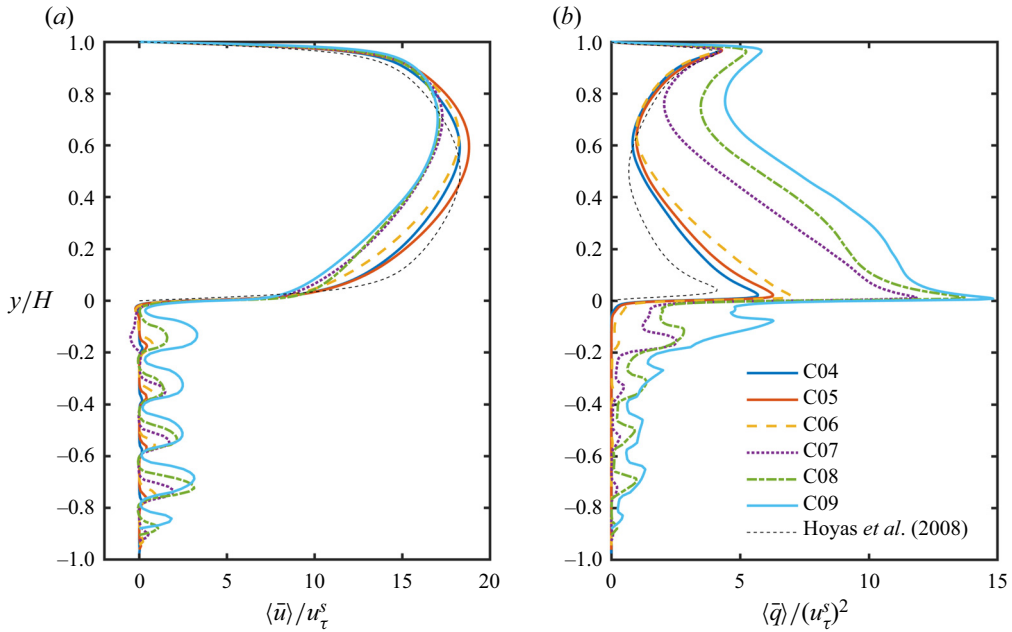 (a)
(b)
1.0
0.8
0.6
0.4
0.2
0
–0.2
–0.4
–0.6
–0.8
–1.0
y/H
0 5 10 15 20
⟨ū⟩/u_τ^s
1.0
0.8
0.6
0.4
0.2
0
–0.2
–0.4
–0.6
–0.8
–1.0
C04
C05
C06
C07
C08
C09
Hoyas et al. (2008)
0 5 10 15
⟨q̄⟩/(u_τ^s)²